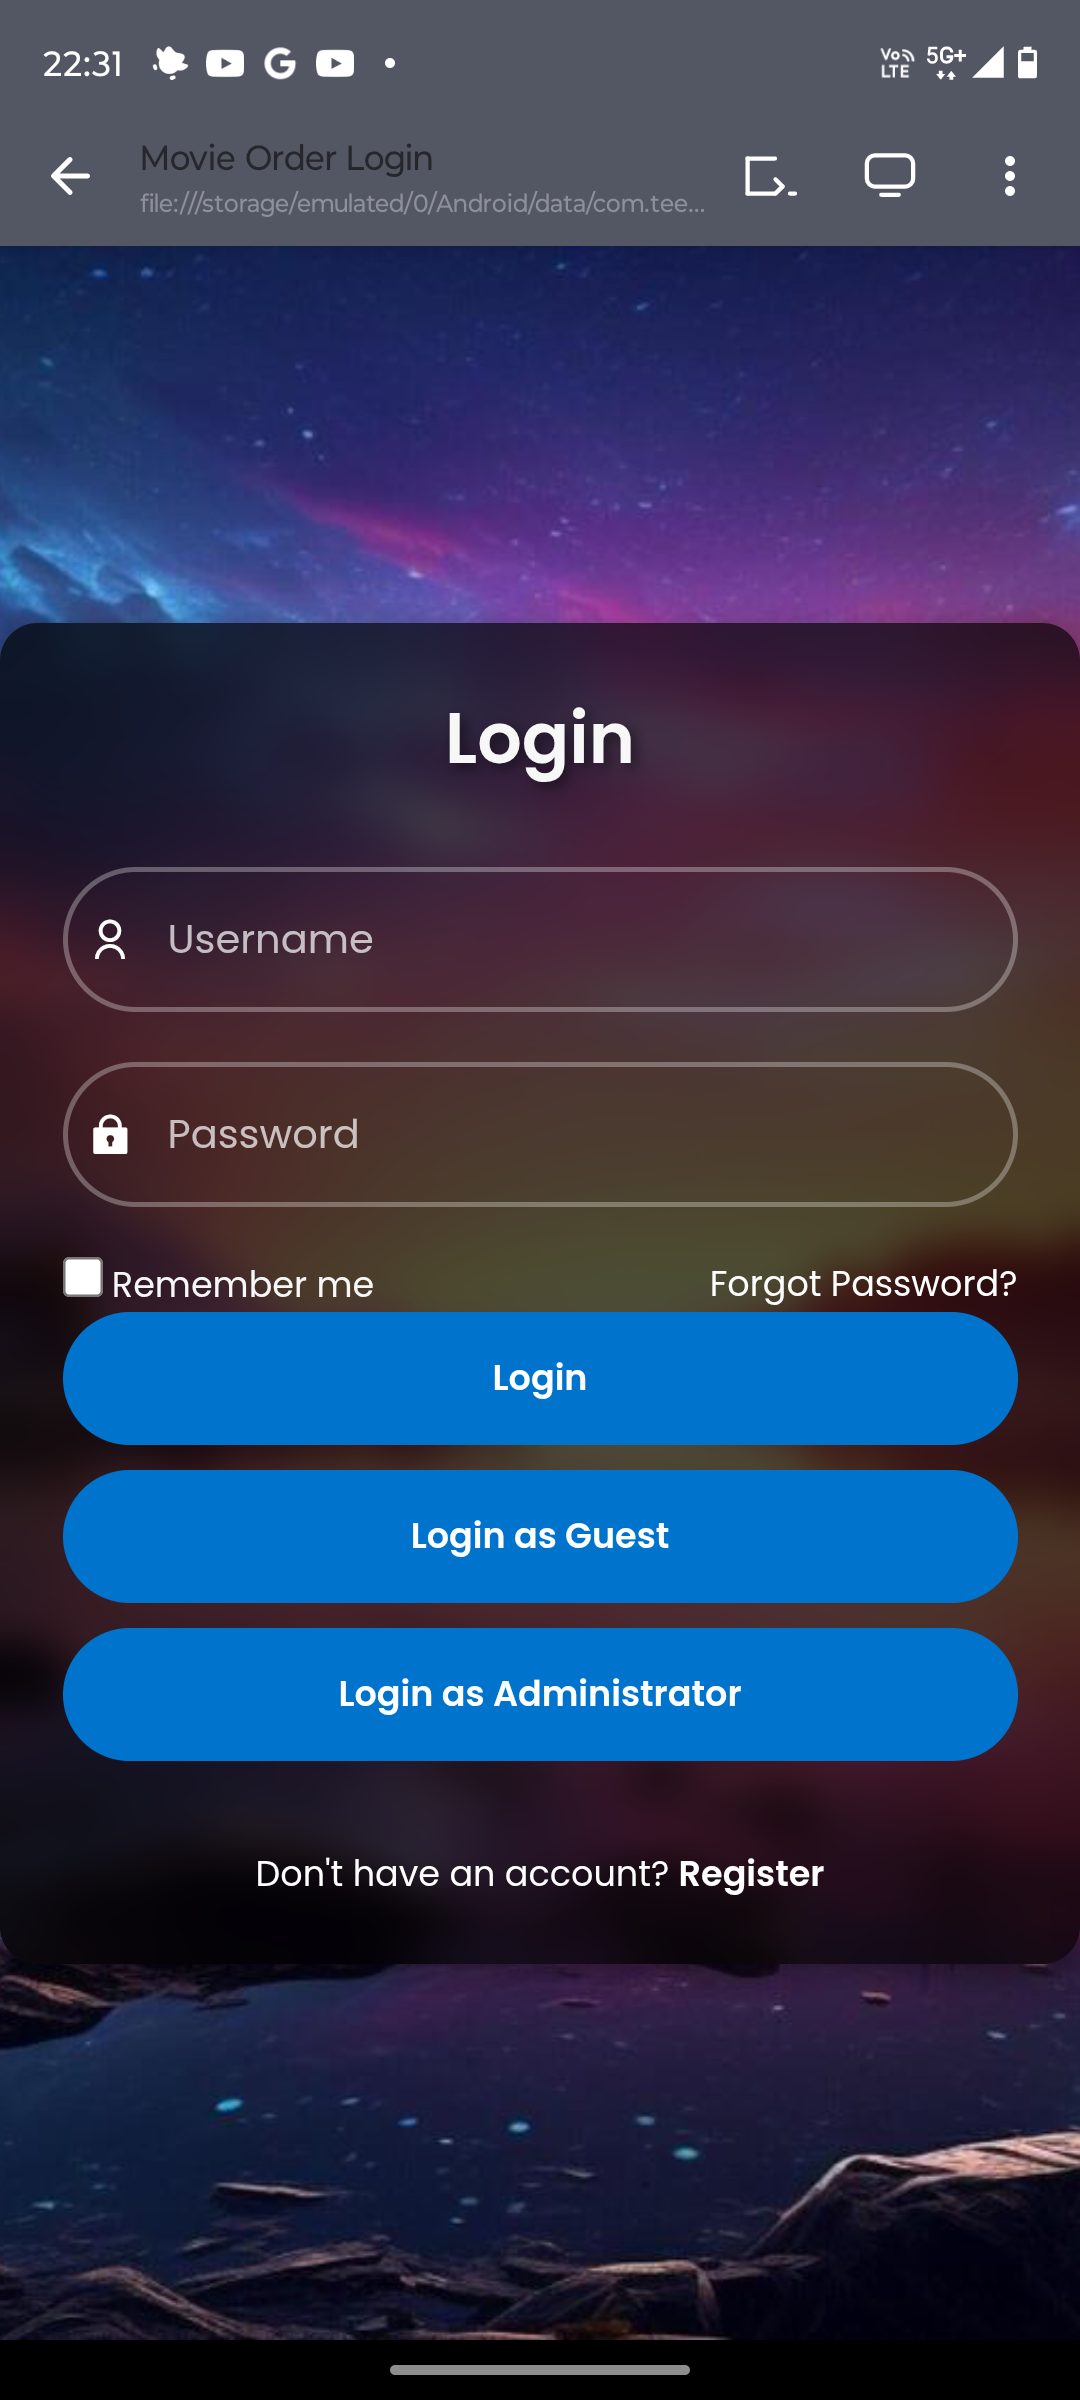 22:31
Vo LTE 5G+
Movie Order Login
file:///storage/emulated/0/Android/data/com.tee...
Login
Username
Password
Remember me Forgot Password?
Login
Login as Guest
Login as Administrator
Don't have an account? Register